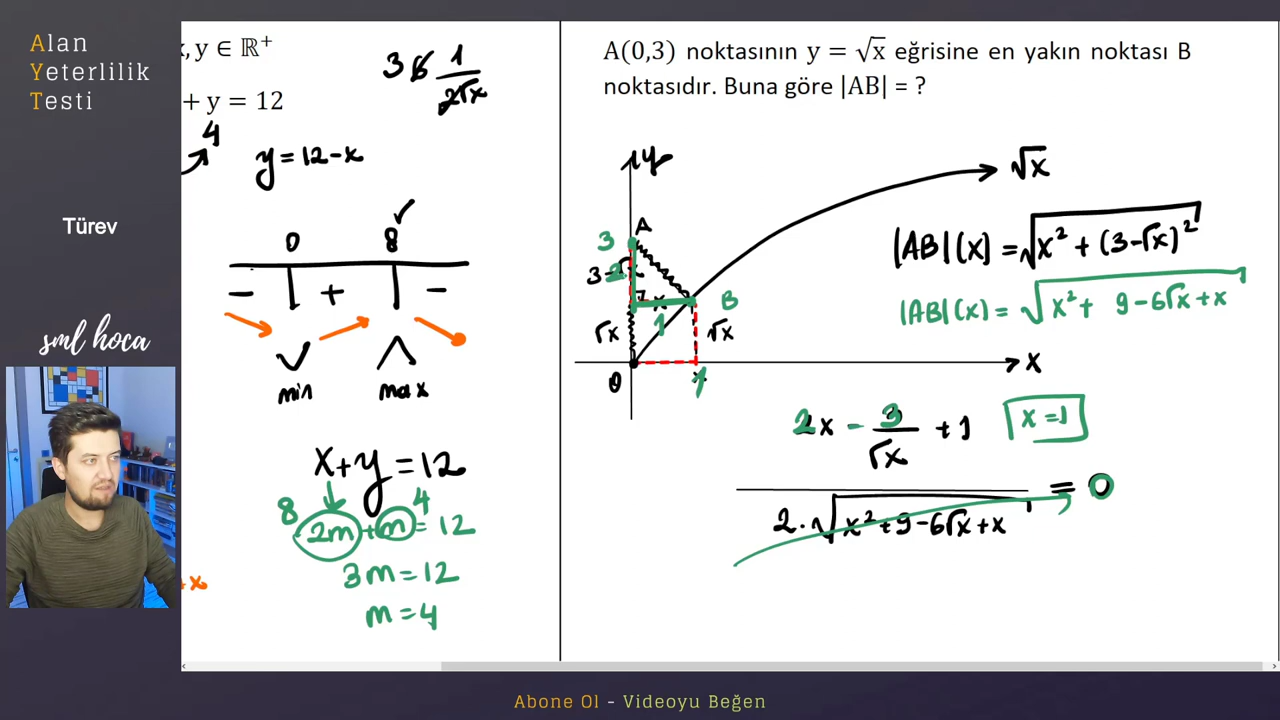 Alan
Yeterlilik
Testi
Türev
sml hoca
x, y ∈ ℝ⁺
+ y = 12
4
y = 12-x
36 1/(2√x)
0 8 ✓
- + -
min max
x+y=12
8 4
2m+m=12
3m=12
m=4
A(0,3) noktasının y = √x eğrisine en yakın noktası B
noktasıdır. Buna göre |AB| = ?
y
√x
A
3
B
1
√x √x
0 x
|AB|(x) = √(x² + (3-√x)²)
|AB|(x) = √(x² + 9-6√x+x)
2x - 3/√x + 1
x=1
2.√(x²+9-6√x+x) = 0
Abone Ol - Videoyu Beğen